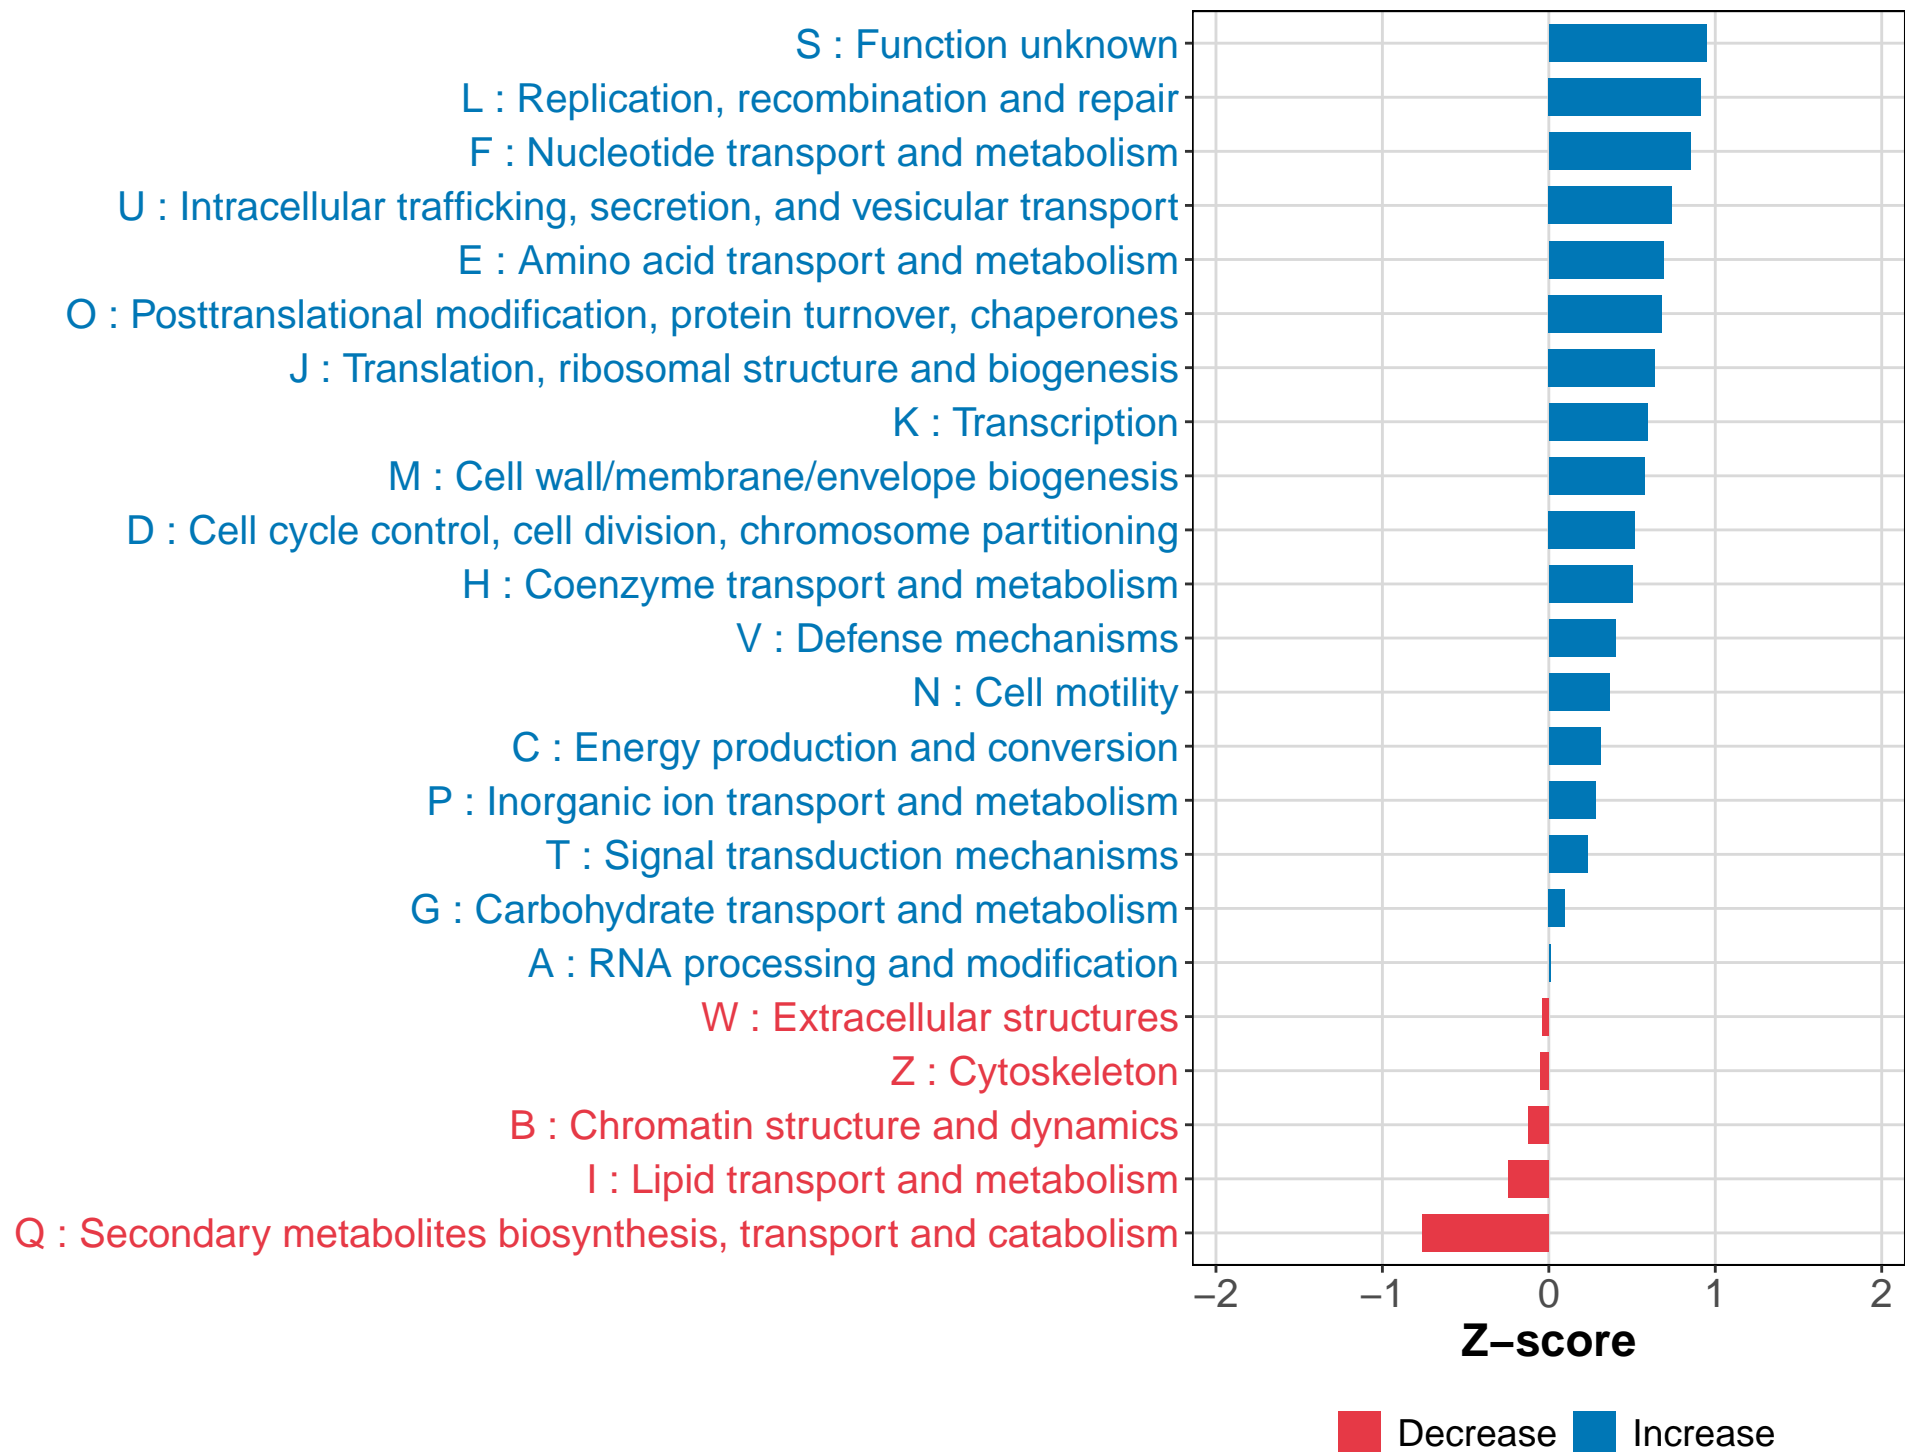 S : Function unknown
L : Replication, recombination and repair
F : Nucleotide transport and metabolism
U : Intracellular trafficking, secretion, and vesicular transport
E : Amino acid transport and metabolism
O : Posttranslational modification, protein turnover, chaperones
J : Translation, ribosomal structure and biogenesis
K : Transcription
M : Cell wall/membrane/envelope biogenesis
D : Cell cycle control, cell division, chromosome partitioning
H : Coenzyme transport and metabolism
V : Defense mechanisms
N : Cell motility
C : Energy production and conversion
P : Inorganic ion transport and metabolism
T : Signal transduction mechanisms
G : Carbohydrate transport and metabolism
A : RNA processing and modification
W : Extracellular structures
Z : Cytoskeleton
B : Chromatin structure and dynamics
I : Lipid transport and metabolism
Q : Secondary metabolites biosynthesis, transport and catabolism
−2 −1 0 1 2
Z−score
Decrease Increase